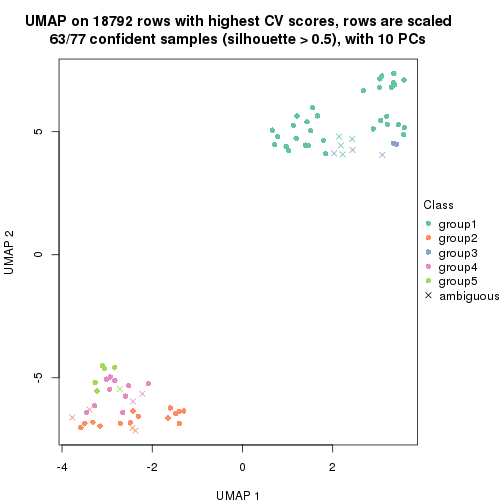 UMAP on 18792 rows with highest CV scores, rows are scaled
63/77 confident samples (silhouette > 0.5), with 10 PCs
UMAP 2
5
0
-5
-4
-2
0
2
UMAP 1
Class
group1
group2
group3
group4
group5
ambiguous